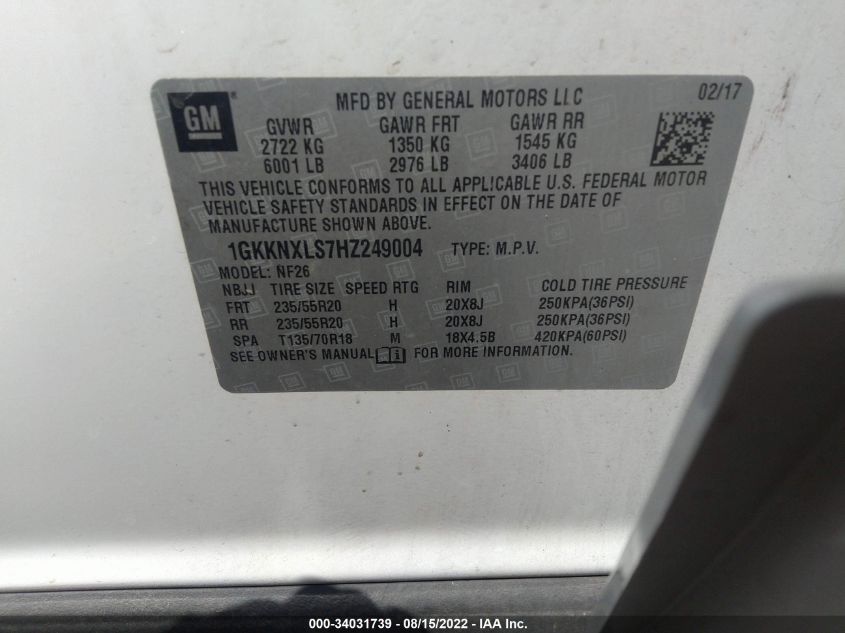 GM
MFD BY GENERAL MOTORS LLC 02/17
GVWR GAWR FRT GAWR RR
2722 KG 1350 KG 1545 KG
6001 LB 2976 LB 3406 LB
THIS VEHICLE CONFORMS TO ALL APPLICABLE U.S. FEDERAL MOTOR
VEHICLE SAFETY STANDARDS IN EFFECT ON THE DATE OF
MANUFACTURE SHOWN ABOVE.
1GKKNXLS7HZ249004 TYPE: M.P.V.
MODEL: NF26
NBJJ TIRE SIZE SPEED RTG RIM COLD TIRE PRESSURE
FRT 235/55R20 H 20X8J 250KPA(36PSI)
RR 235/55R20 H 20X8J 250KPA(36PSI)
SPA T135/70R18 M 18X4.5B 420KPA(60PSI)
SEE OWNER'S MANUAL FOR MORE INFORMATION.
000-34031739 - 08/15/2022 - IAA Inc.